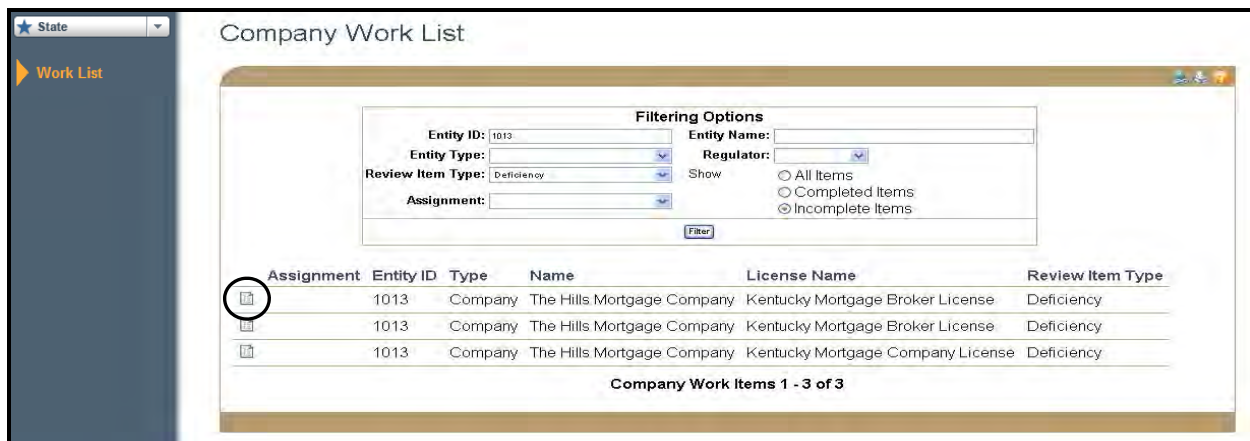 State
Work List
Company Work List
Filtering Options
Entity ID: 1013 Entity Name:
Entity Type: Regulator:
Review Item Type: Deficiency Show All Items
Completed Items
Assignment: Incomplete Items
Filter
Assignment Entity ID Type Name License Name Review Item Type
1013 Company The Hills Mortgage Company Kentucky Mortgage Broker License Deficiency
1013 Company The Hills Mortgage Company Kentucky Mortgage Broker License Deficiency
1013 Company The Hills Mortgage Company Kentucky Mortgage Company License Deficiency
Company Work Items 1 - 3 of 3